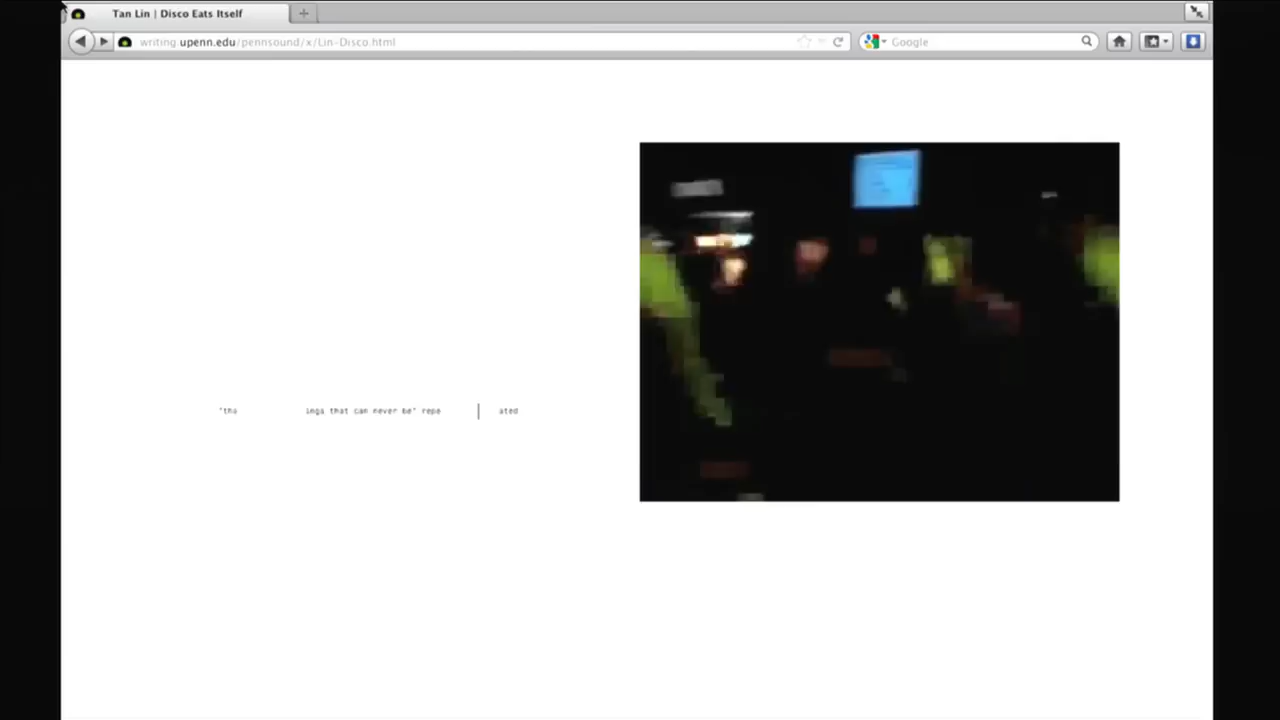 Tan Lin | Disco Eats Itself
writing.upenn.edu/pennsound/x/Lin-Disco.html
Google
"tha ings that can never be" repe ated